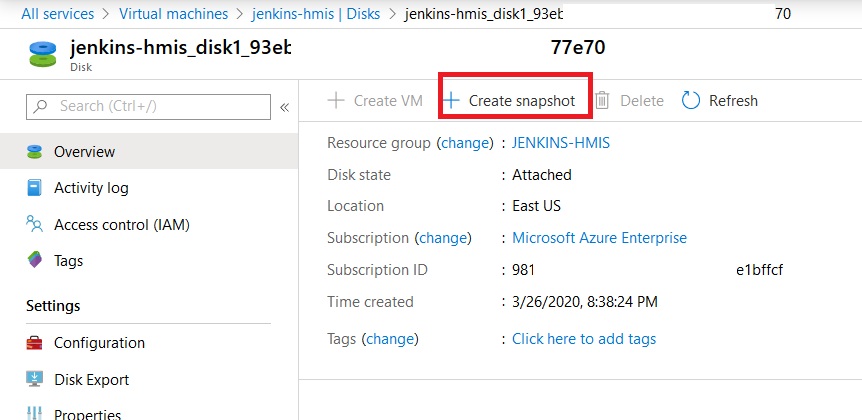 All services > Virtual machines > jenkins-hmis | Disks > jenkins-hmis_disk1_93eb 70
jenkins-hmis_disk1_93eb 77e70
Disk
Search (Ctrl+/)
«
Create VM
Create snapshot
Delete
Refresh
Overview
Activity log
Access control (IAM)
Tags
Settings
Configuration
Disk Export
Properties
Resource group (change) : JENKINS-HMIS
Disk state : Attached
Location : East US
Subscription (change) : Microsoft Azure Enterprise
Subscription ID : 981 e1bffcf
Time created : 3/26/2020, 8:38:24 PM
Tags (change) : Click here to add tags